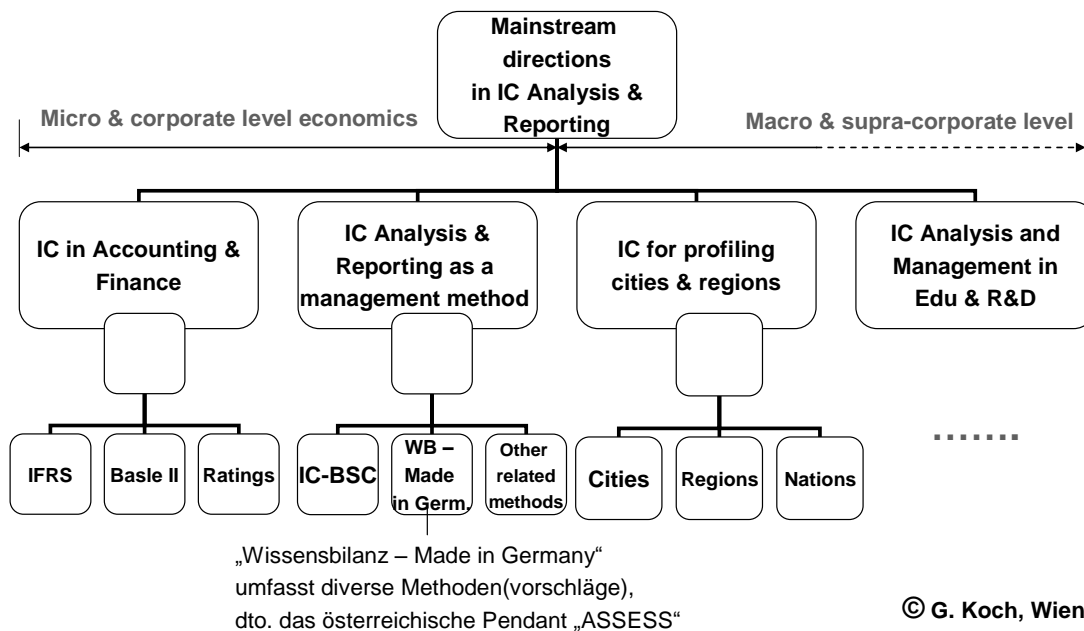 Mainstream
directions
in IC Analysis &
Reporting
Micro & corporate level economics
Macro & supra-corporate level
IC in Accounting &
Finance
IC Analysis &
Reporting as a
management method
IC for profiling
cities & regions
IC Analysis and
Management in
Edu & R&D
IFRS
Basle II
Ratings
IC-BSC
WB –
Made
in Germ.
Other
related
methods
Cities
Regions
Nations
.......
„Wissensbilanz – Made in Germany“
umfasst diverse Methoden(vorschläge),
dto. das österreichische Pendant „ASSESS“
© G. Koch, Wien